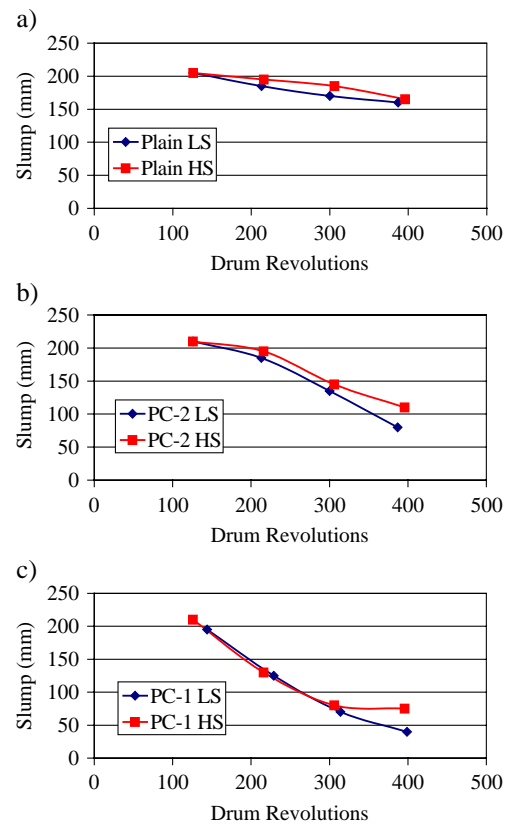 a)
250
200
150
100
50
0
Slump (mm)
Plain LS
Plain HS
0 100 200 300 400 500
Drum Revolutions
b)
250
200
150
100
50
0
Slump (mm)
PC-2 LS
PC-2 HS
0 100 200 300 400 500
Drum Revolutions
c)
250
200
150
100
50
0
Slump (mm)
PC-1 LS
PC-1 HS
0 100 200 300 400 500
Drum Revolutions